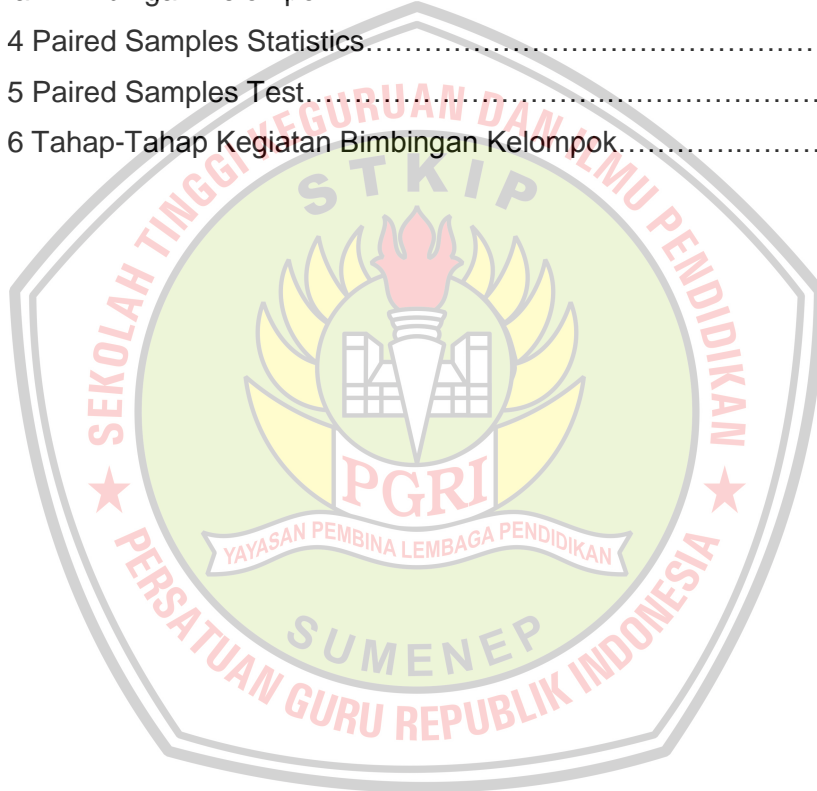 4 Paired Samples Statistics……………………………………………
5 Paired Samples Test…………………………………………………
6 Tahap-Tahap Kegiatan Bimbingan Kelompok……………………
SEKOLAH TINGGI KEGURUAN DAN ILMU PENDIDIKAN
STKIP
PGRI
YAYASAN PEMBINA LEMBAGA PENDIDIKAN
SUMENEP
PERSATUAN GURU REPUBLIK INDONESIA